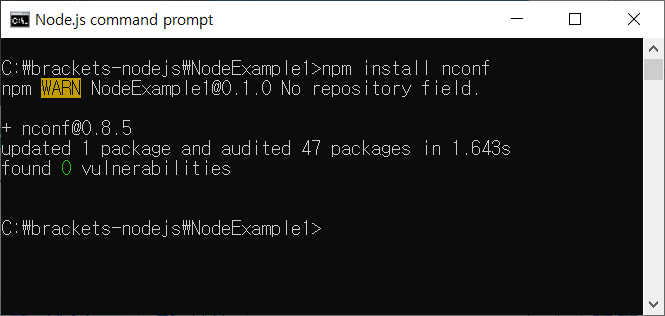 Node.js command prompt
C:₩brackets-nodejs₩NodeExample1>npm install nconf
npm WARN NodeExample1@0.1.0 No repository field.
+ nconf@0.8.5
updated 1 package and audited 47 packages in 1.643s
found 0 vulnerabilities
C:₩brackets-nodejs₩NodeExample1>